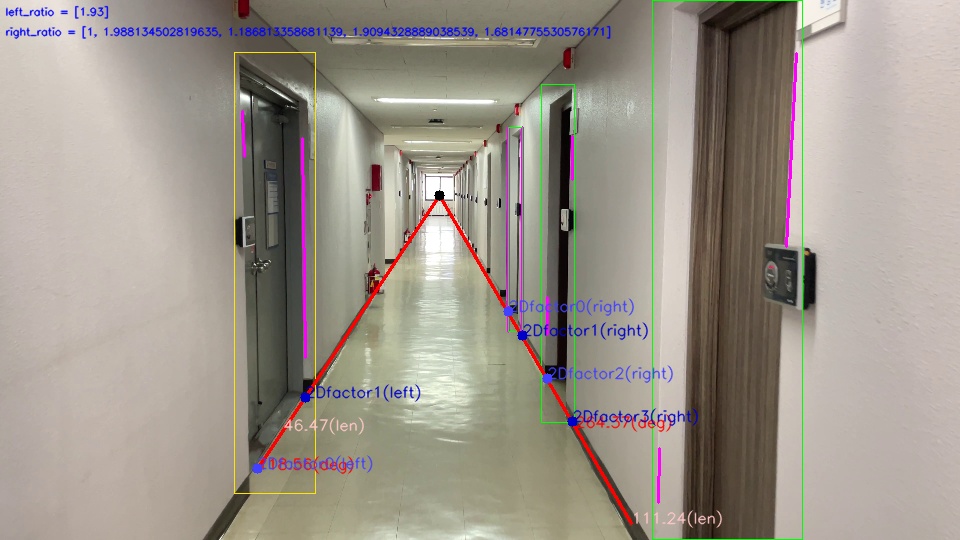 left_ratio = [1.93]
right_ratio = [1, 1.988134502819635, 1.186813358681139, 1.9094328889038539, 1.6814775530576171]
2Dfactor0(right)
2Dfactor1(right)
2Dfactor2(right)
2Dfactor1(left)
2Dfactor3(right)
46.47(len)
111.24(len)